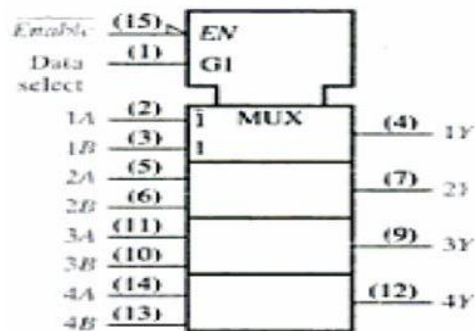 Enable (15) EN
Data (1) G1
select
1A (2) 1 MUX (4) 1Y
1B (3) 1
2A (5) (7) 2Y
2B (6)
3A (11) (9) 3Y
3B (10)
4A (14) (12) 4Y
4B (13)